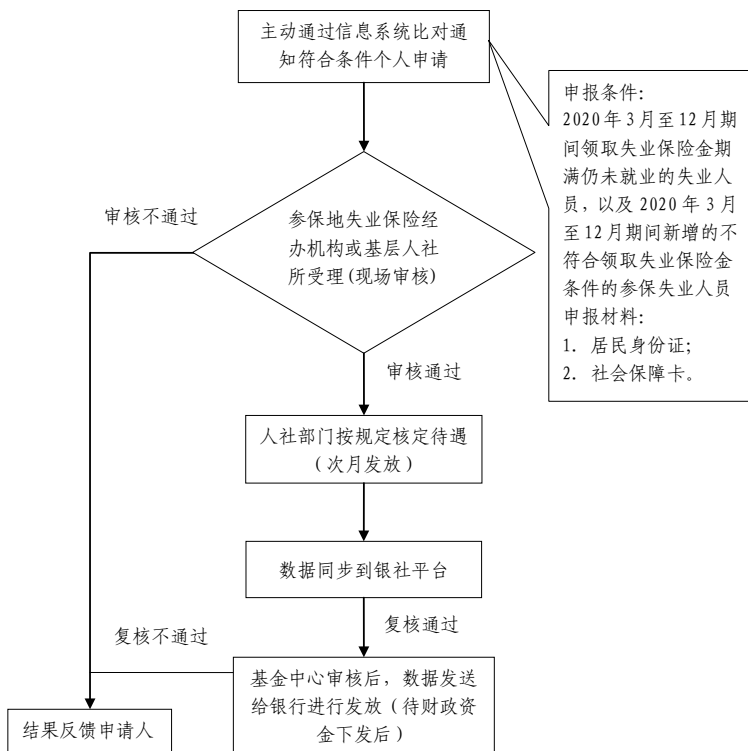 主动通过信息系统比对通
知符合条件个人申请
申报条件：
2020年3月至12月期
间领取失业保险金期
满仍未就业的失业人
员，以及2020年3月
至12月期间新增的不
符合领取失业保险金
条件的参保失业人员
申报材料：
1. 居民身份证;
2. 社会保障卡。
审核不通过
参保地失业保险经
办机构或基层人社
所受理(现场审核)
审核通过
人社部门按规定核定待遇
（次月发放）
数据同步到银社平台
复核不通过
复核通过
基金中心审核后，数据发送
给银行进行发放（待财政资
金下发后）
结果反馈申请人